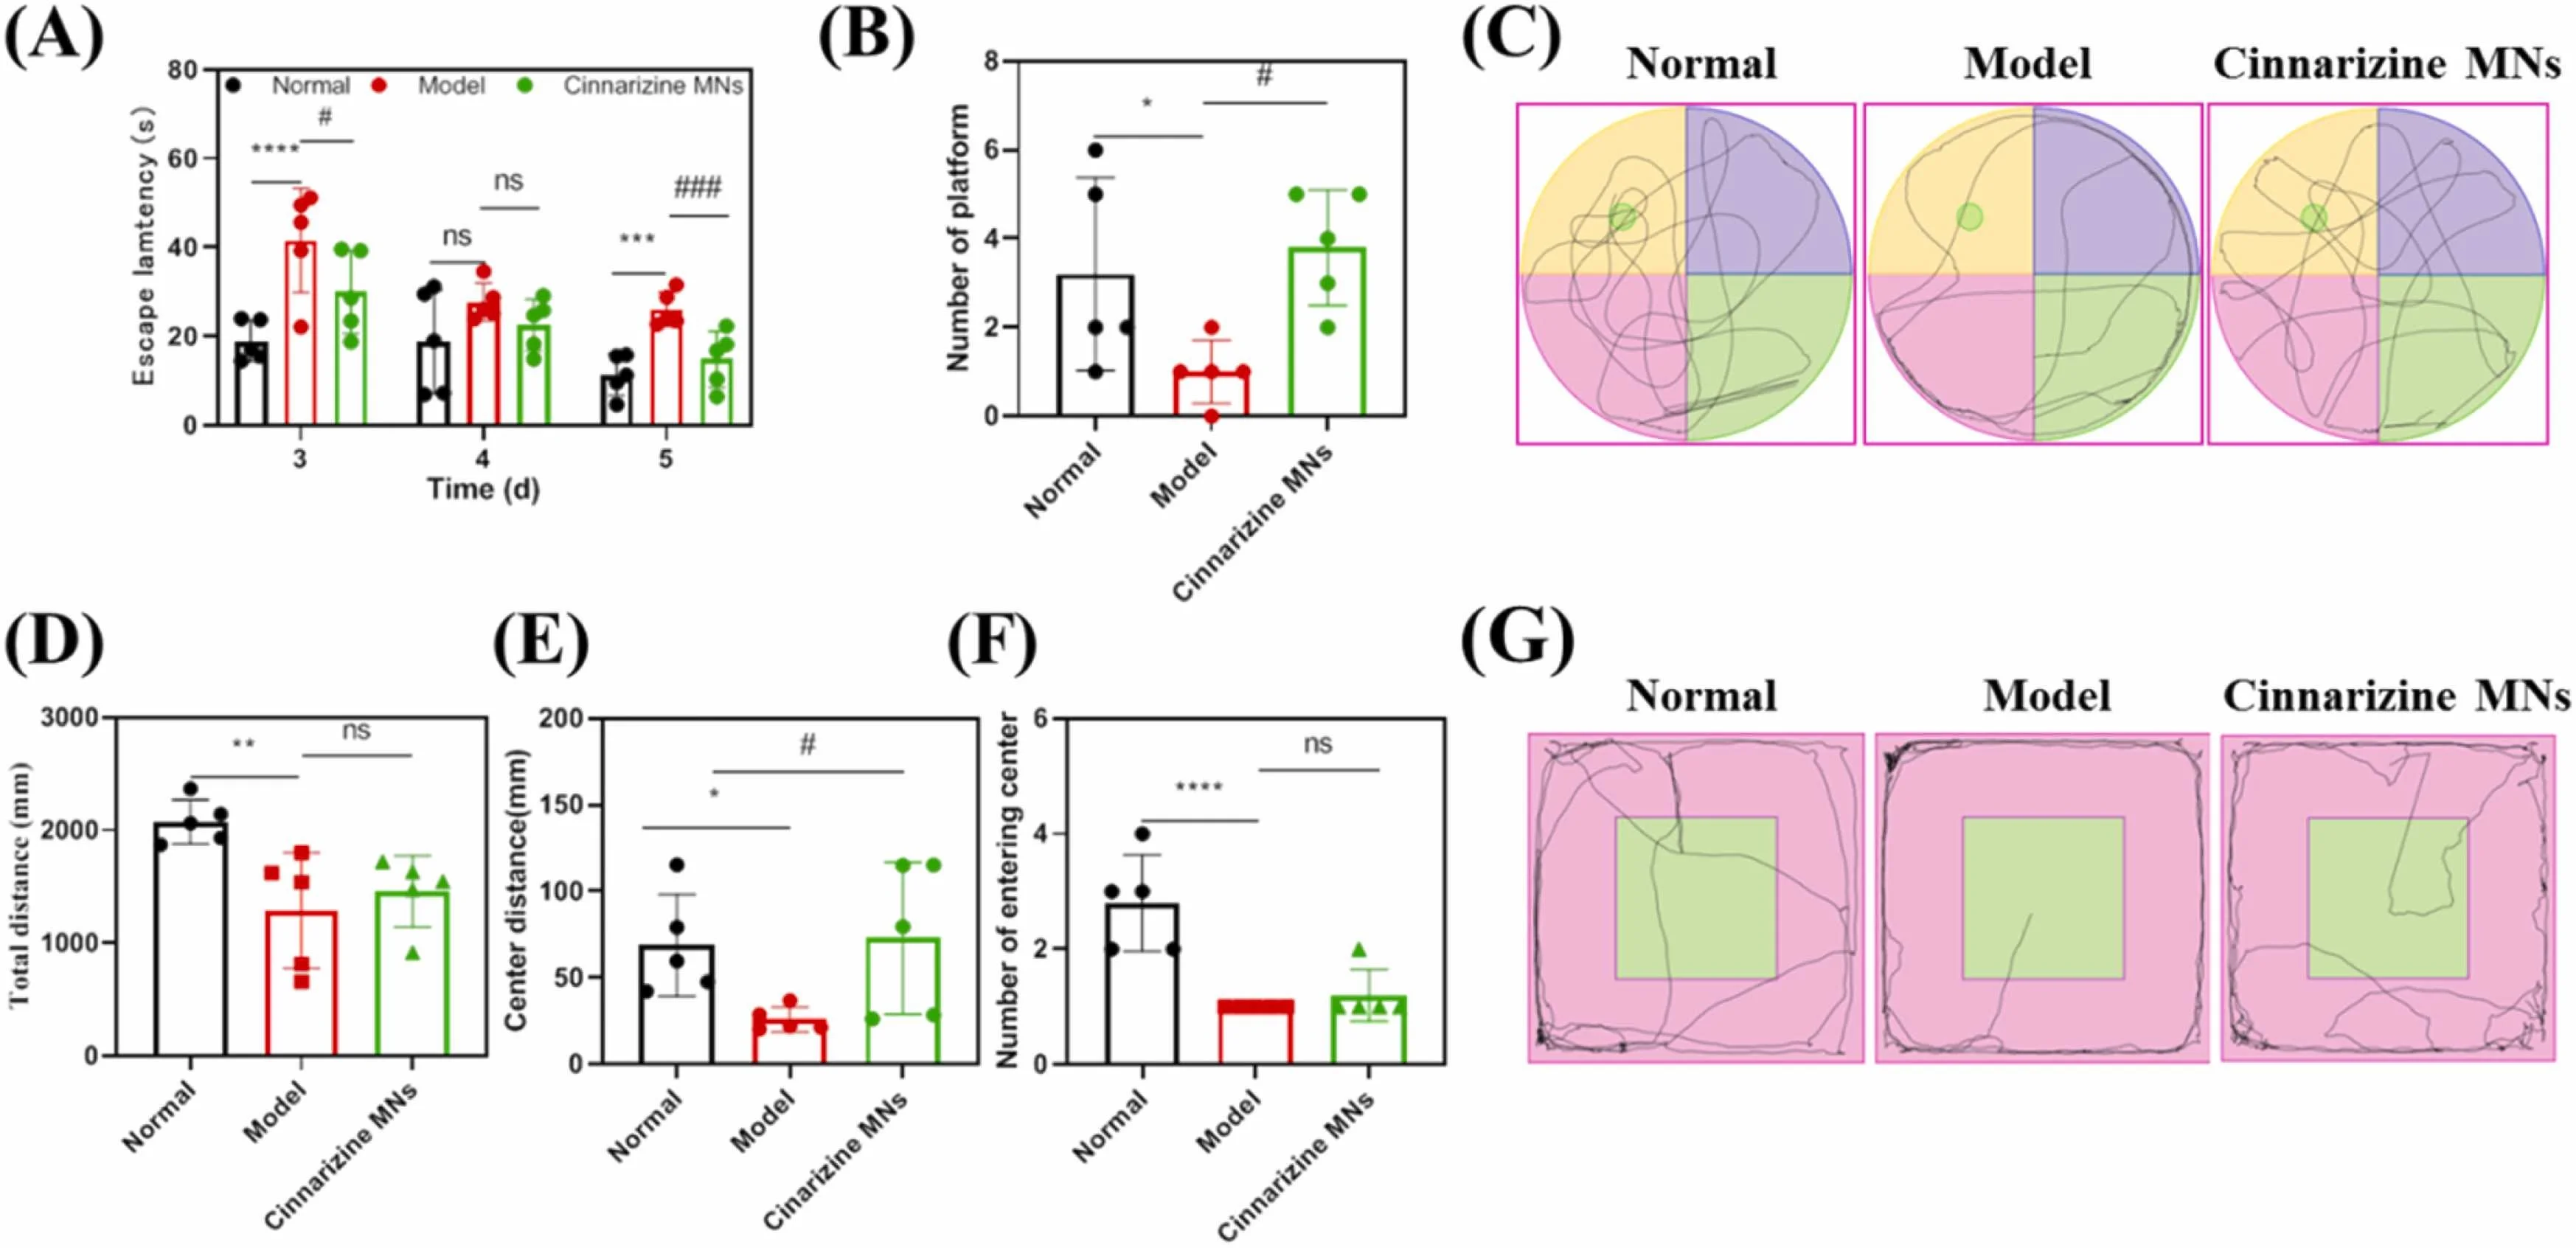 (A)
Escape lamtency (s)
80
60
40
20
0
Normal Model Cinnarizine MNs
****
#
ns
ns
***
###
3 4 5
Time (d)
(B)
Number of platform
8
6
4
2
0
*
#
Normal
Model
Cinnarizine MNs
(C)
Normal Model Cinnarizine MNs
(D)
Total distance (mm)
3000
2000
1000
0
**
ns
Normal
Model
Cinnarizine MNs
(E)
Center distance(mm)
200
150
100
50
0
*
#
Normal
Model
Cinarizine MNs
(F)
Number of entering center
6
4
2
0
****
ns
Normal
Model
Cinnarizine MNs
(G)
Normal Model Cinnarizine MNs